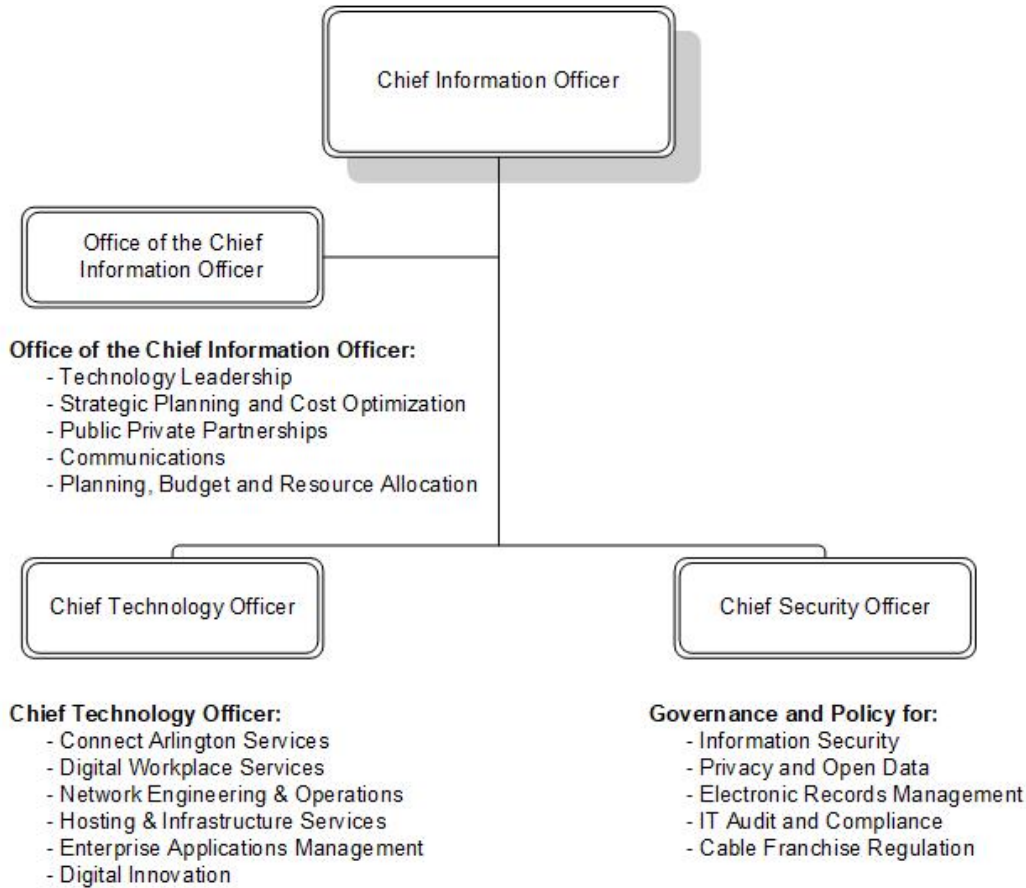 Chief Information Officer
Office of the Chief
Information Officer
Office of the Chief Information Officer:
- Technology Leadership
- Strategic Planning and Cost Optimization
- Public Private Partnerships
- Communications
- Planning, Budget and Resource Allocation
Chief Technology Officer
Chief Security Officer
Chief Technology Officer:
- Connect Arlington Services
- Digital Workplace Services
- Network Engineering & Operations
- Hosting & Infrastructure Services
- Enterprise Applications Management
- Digital Innovation
Governance and Policy for:
- Information Security
- Privacy and Open Data
- Electronic Records Management
- IT Audit and Compliance
- Cable Franchise Regulation